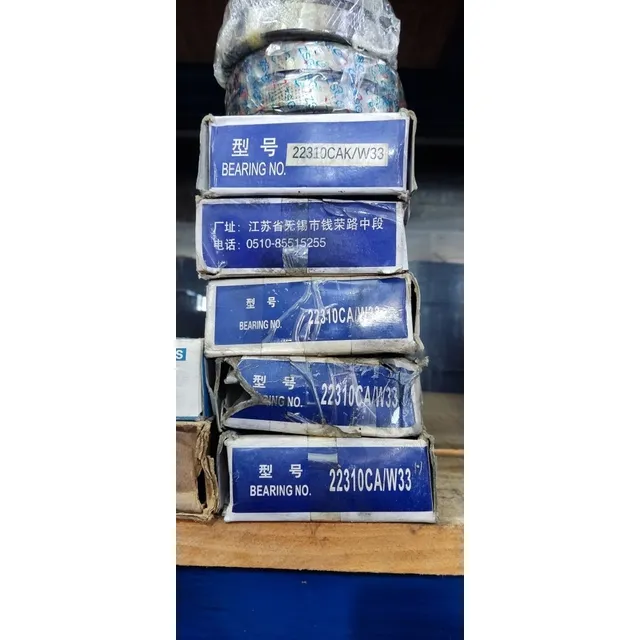 型号
BEARING NO.
22310CAK/W33
厂址：江苏省无锡市钱荣路中段
电话：0510-85515255
型号
BEARING NO.
22310CA/W33
型号
RING NO.
22310CA/W33
型号
BEARING NO.
22310CA/W33
S